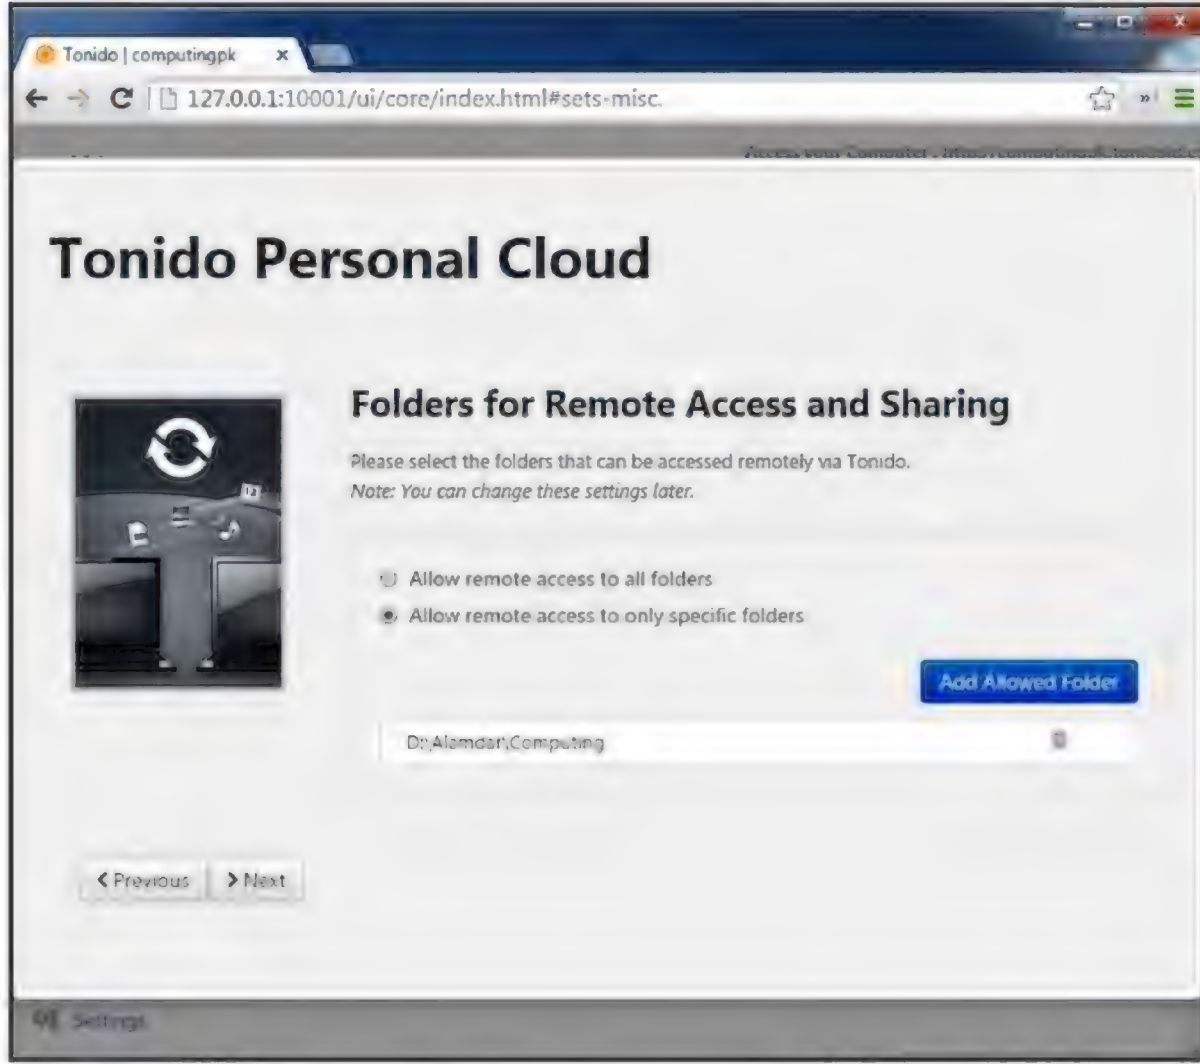 Tonido | computingpk
127.0.0.1:10001/ui/core/index.html#sets-misc.
Access your Computer :
Tonido Personal Cloud
Folders for Remote Access and Sharing
Please select the folders that can be accessed remotely via Tonido.
Note: You can change these settings later.
Allow remote access to all folders
Allow remote access to only specific folders
Add Allowed Folder
D:\Alamdar\Computing
Previous
Next
Settings